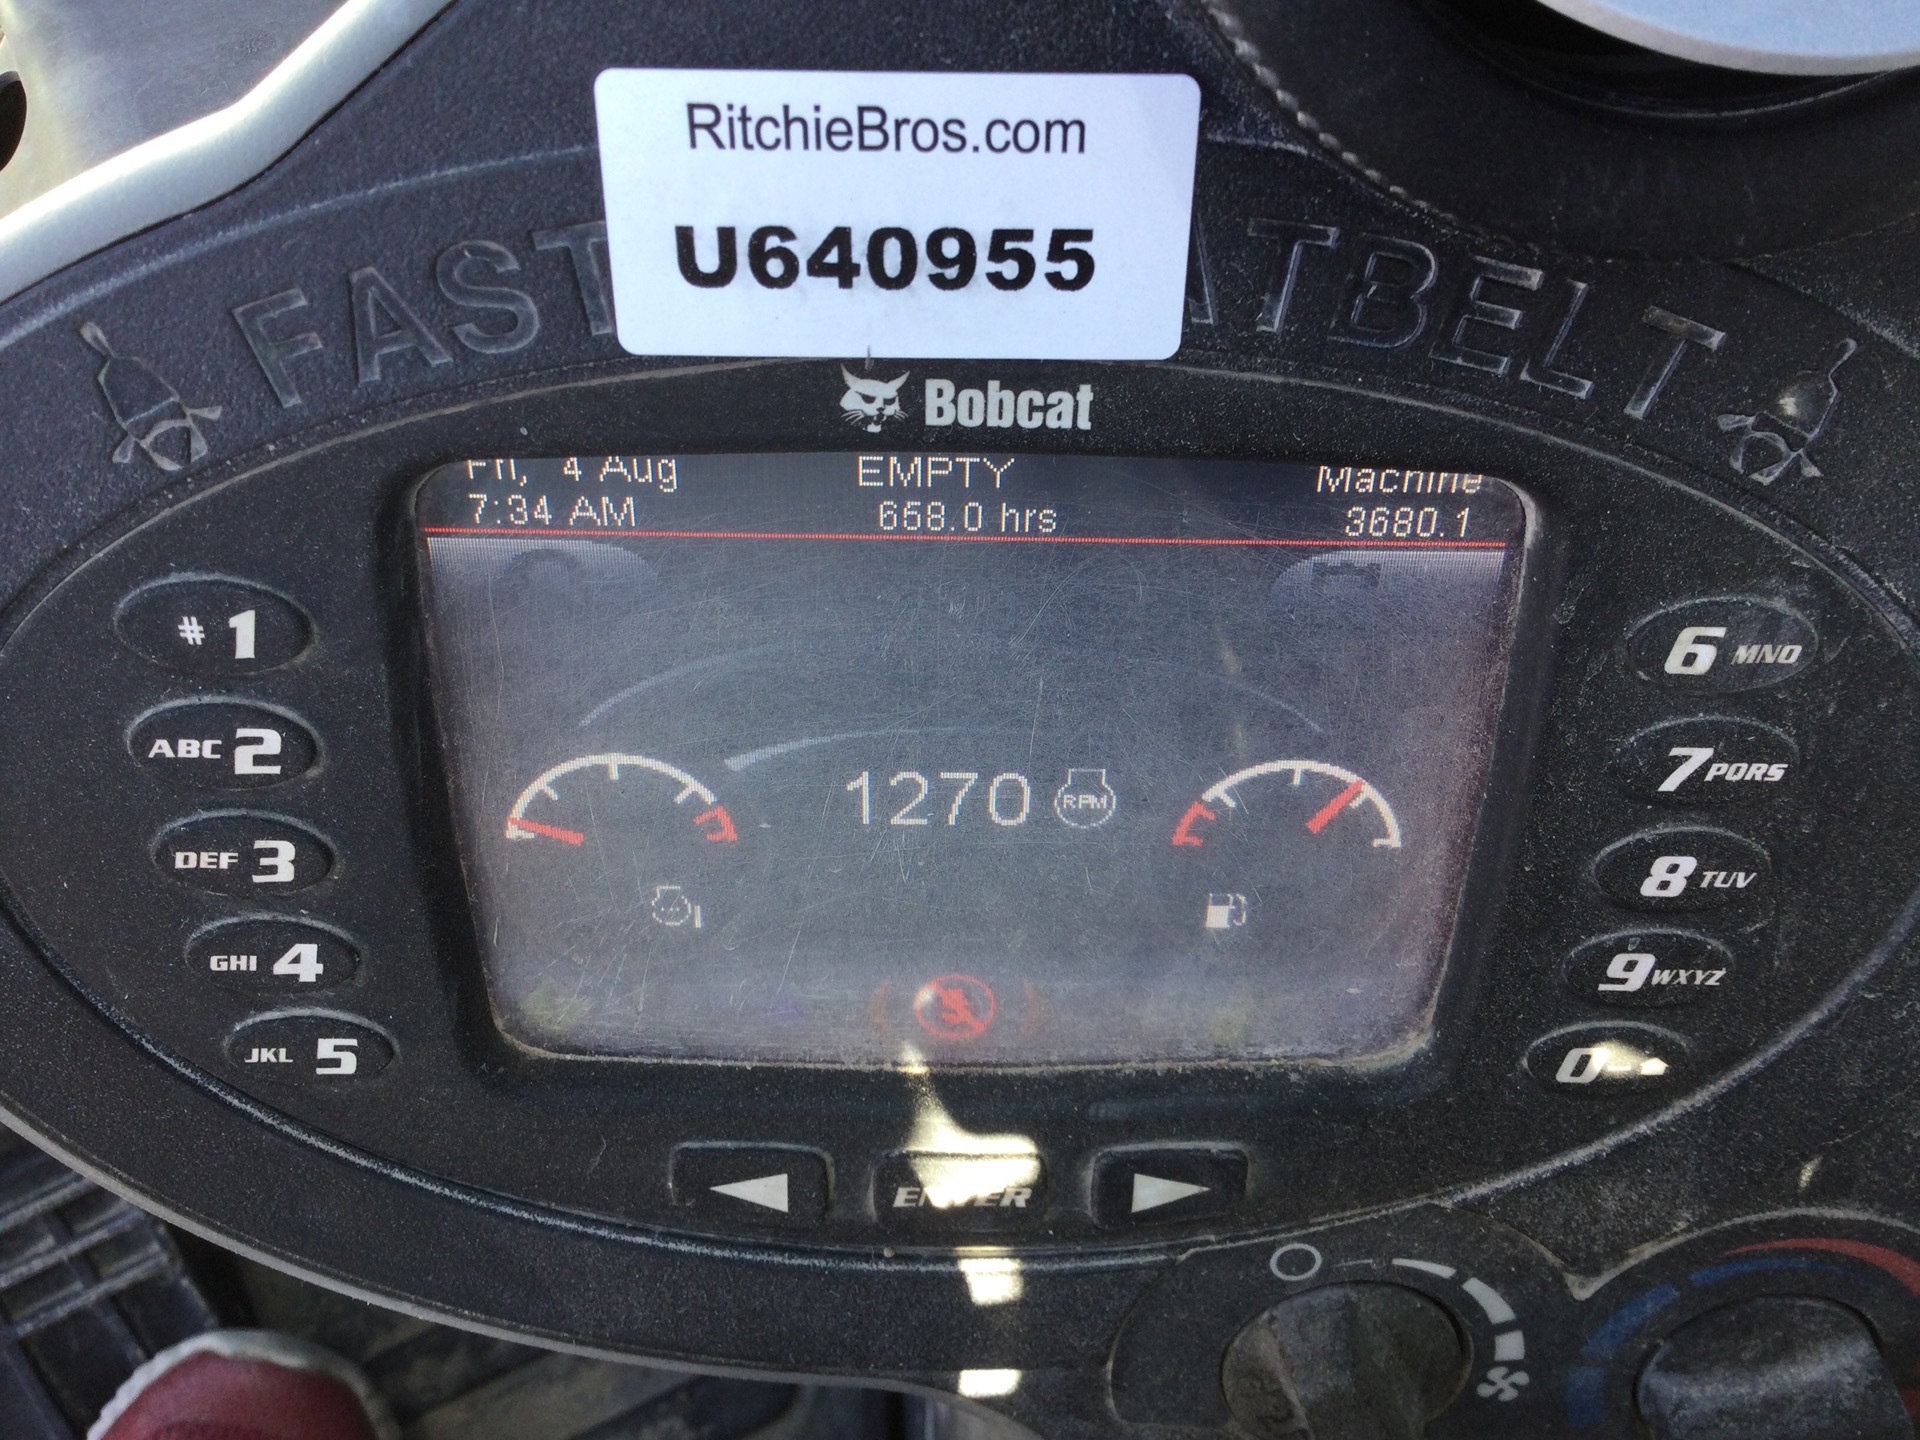 RitchieBros.com
U640955
FAST ATBELT
Bobcat
Fri, 4 Aug EMPTY Machine
7:34 AM 658.0 hrs 3680.1
# 1
ABC 2
DEF 3
GHI 4
JKL 5
6 MNO
7 PQRS
8 TUV
9 WXYZ
0
1270 RPM
ENTER